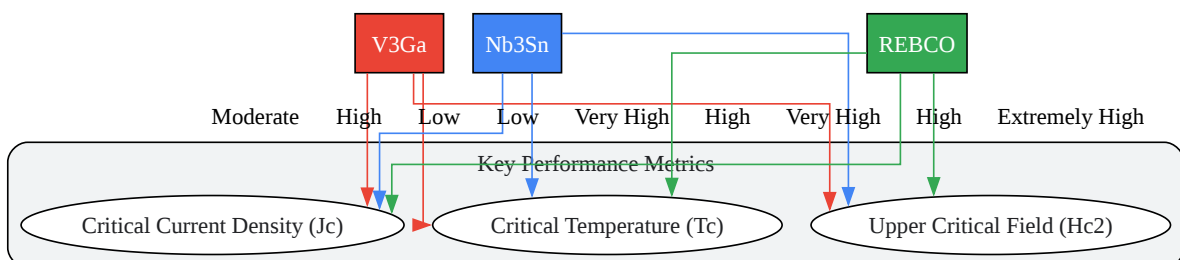 V3Ga
Nb3Sn
REBCO
Moderate
High
Low
Low
Very High
High
Very High
High
Extremely High
Key Performance Metrics
Critical Current Density (Jc)
Critical Temperature (Tc)
Upper Critical Field (Hc2)